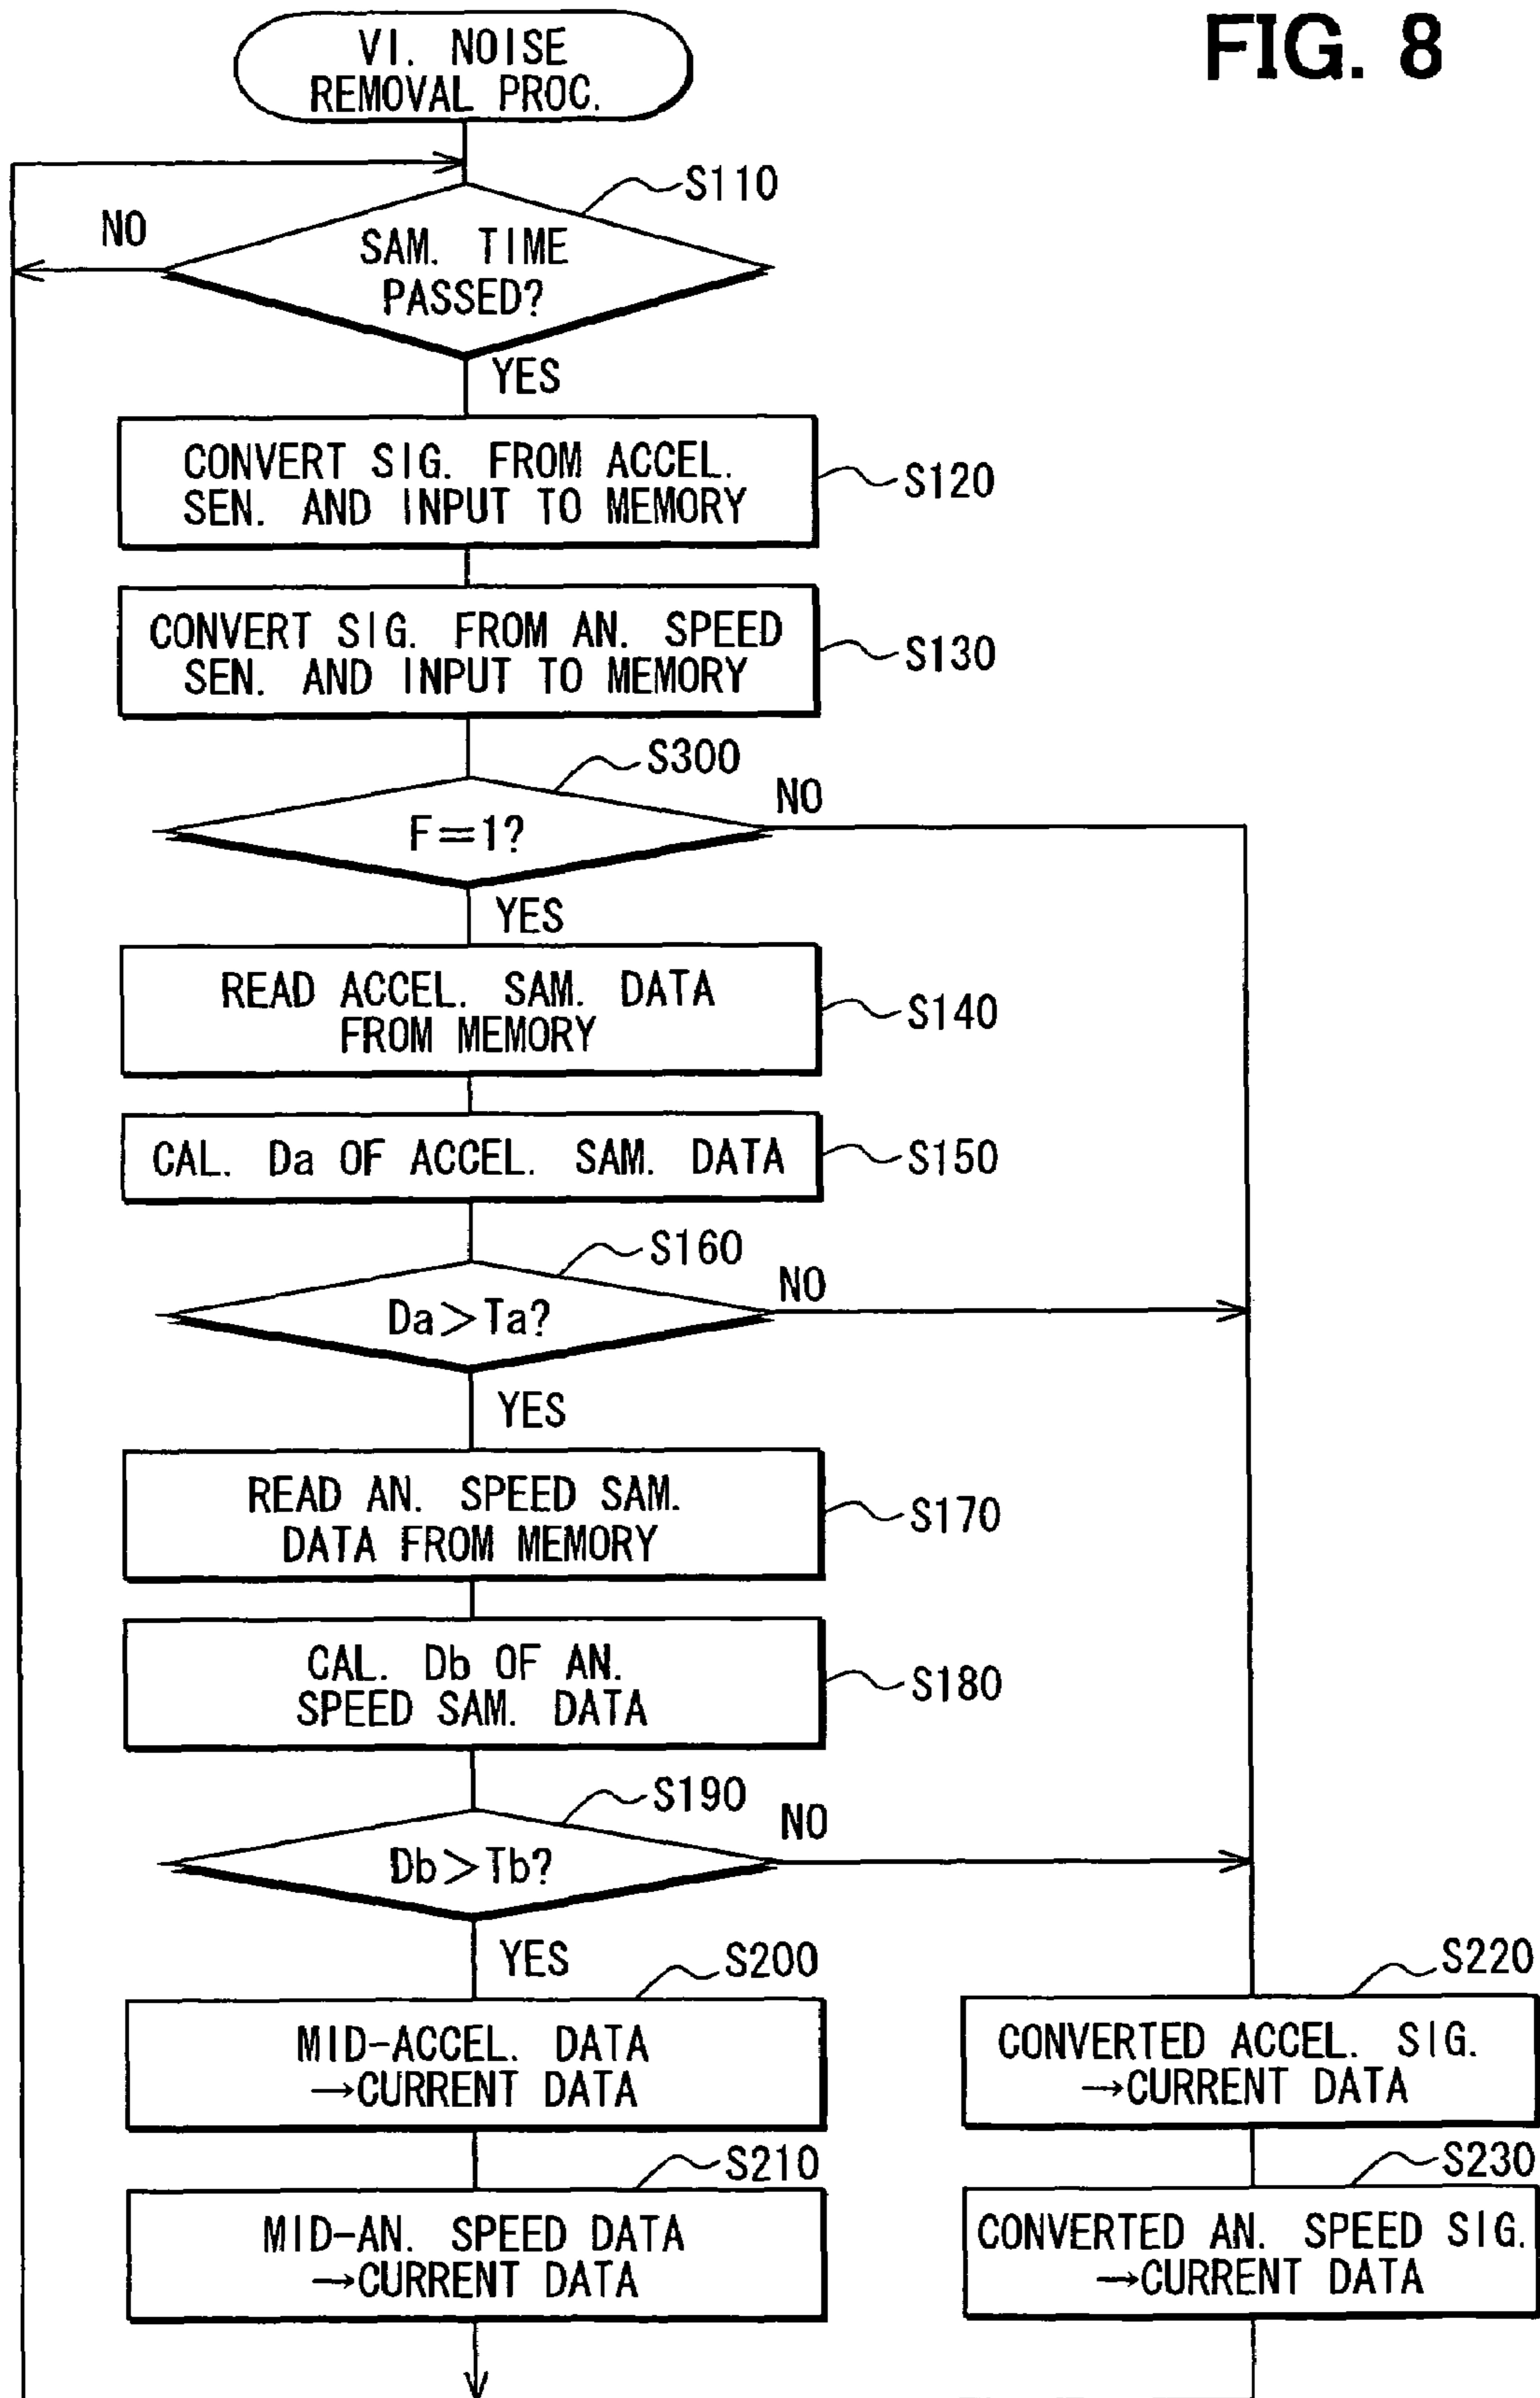 FIG. 8
VI. NOISE
REMOVAL PROC.
S110
NO
SAM. TIME
PASSED?
YES
CONVERT SIG. FROM ACCEL.
SEN. AND INPUT TO MEMORY
S120
CONVERT SIG. FROM AN. SPEED
SEN. AND INPUT TO MEMORY
S130
S300
NO
F=1?
YES
READ ACCEL. SAM. DATA
FROM MEMORY
S140
CAL. Da OF ACCEL. SAM. DATA
S150
S160
NO
Da>Ta?
YES
READ AN. SPEED SAM.
DATA FROM MEMORY
S170
CAL. Db OF AN.
SPEED SAM. DATA
S180
S190
NO
Db>Tb?
YES
S200
MID-ACCEL. DATA
→CURRENT DATA
S210
MID-AN. SPEED DATA
→CURRENT DATA
S220
CONVERTED ACCEL. SIG.
→CURRENT DATA
S230
CONVERTED AN. SPEED SIG.
→CURRENT DATA